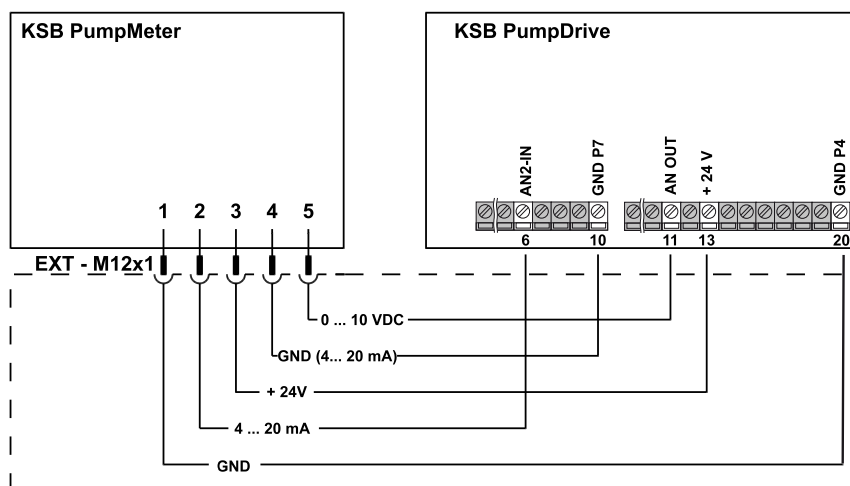 KSB PumpMeter
KSB PumpDrive
AN2-IN
GND P7
AN OUT
+ 24 V
GND P4
1 2 3 4 5
6 10 11 13 20
EXT - M12x1
0 ... 10 VDC
GND (4... 20 mA)
+ 24V
4 ... 20 mA
GND